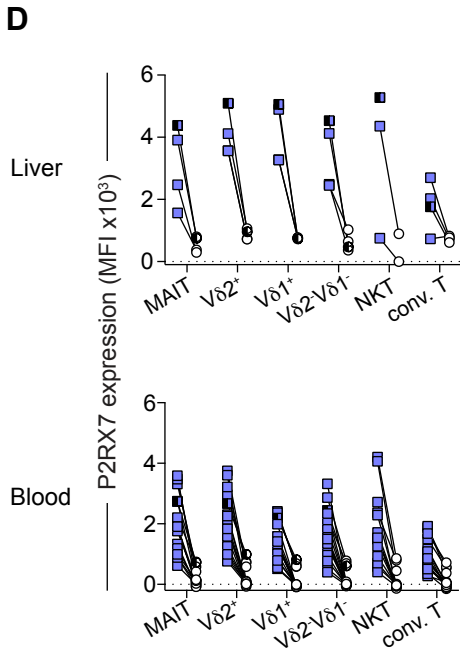 D
P2RX7 expression (MFI x10³)
Liver
6
4
2
0
MAIT
Vδ2⁺
Vδ1⁺
Vδ2⁻Vδ1⁻
NKT
conv. T
Blood
6
4
2
0
MAIT
Vδ2⁺
Vδ1⁺
Vδ2⁻Vδ1⁻
NKT
conv. T